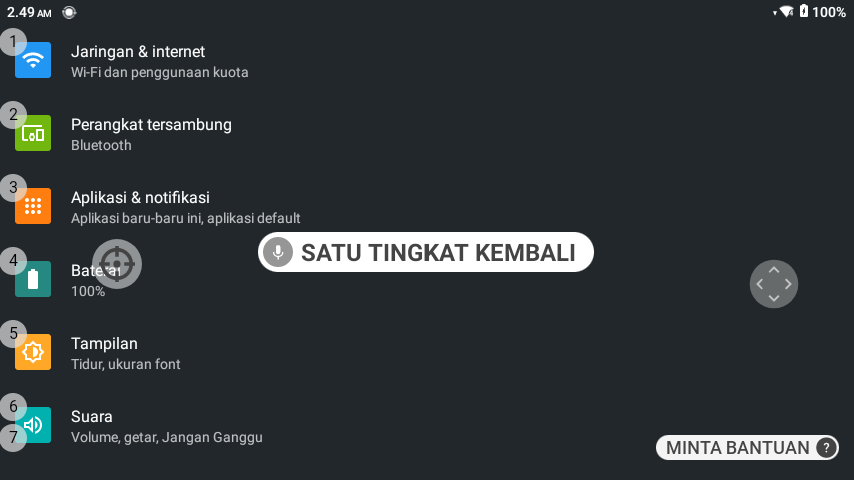 2.49 AM
100%
1
Jaringan & internet
Wi-Fi dan penggunaan kuota
2
Perangkat tersambung
Bluetooth
3
Aplikasi & notifikasi
Aplikasi baru-baru ini, aplikasi default
SATU TINGKAT KEMBALI
4
Baterai
100%
5
Tampilan
Tidur, ukuran font
6
Suara
7
Volume, getar, Jangan Ganggu
MINTA BANTUAN ?